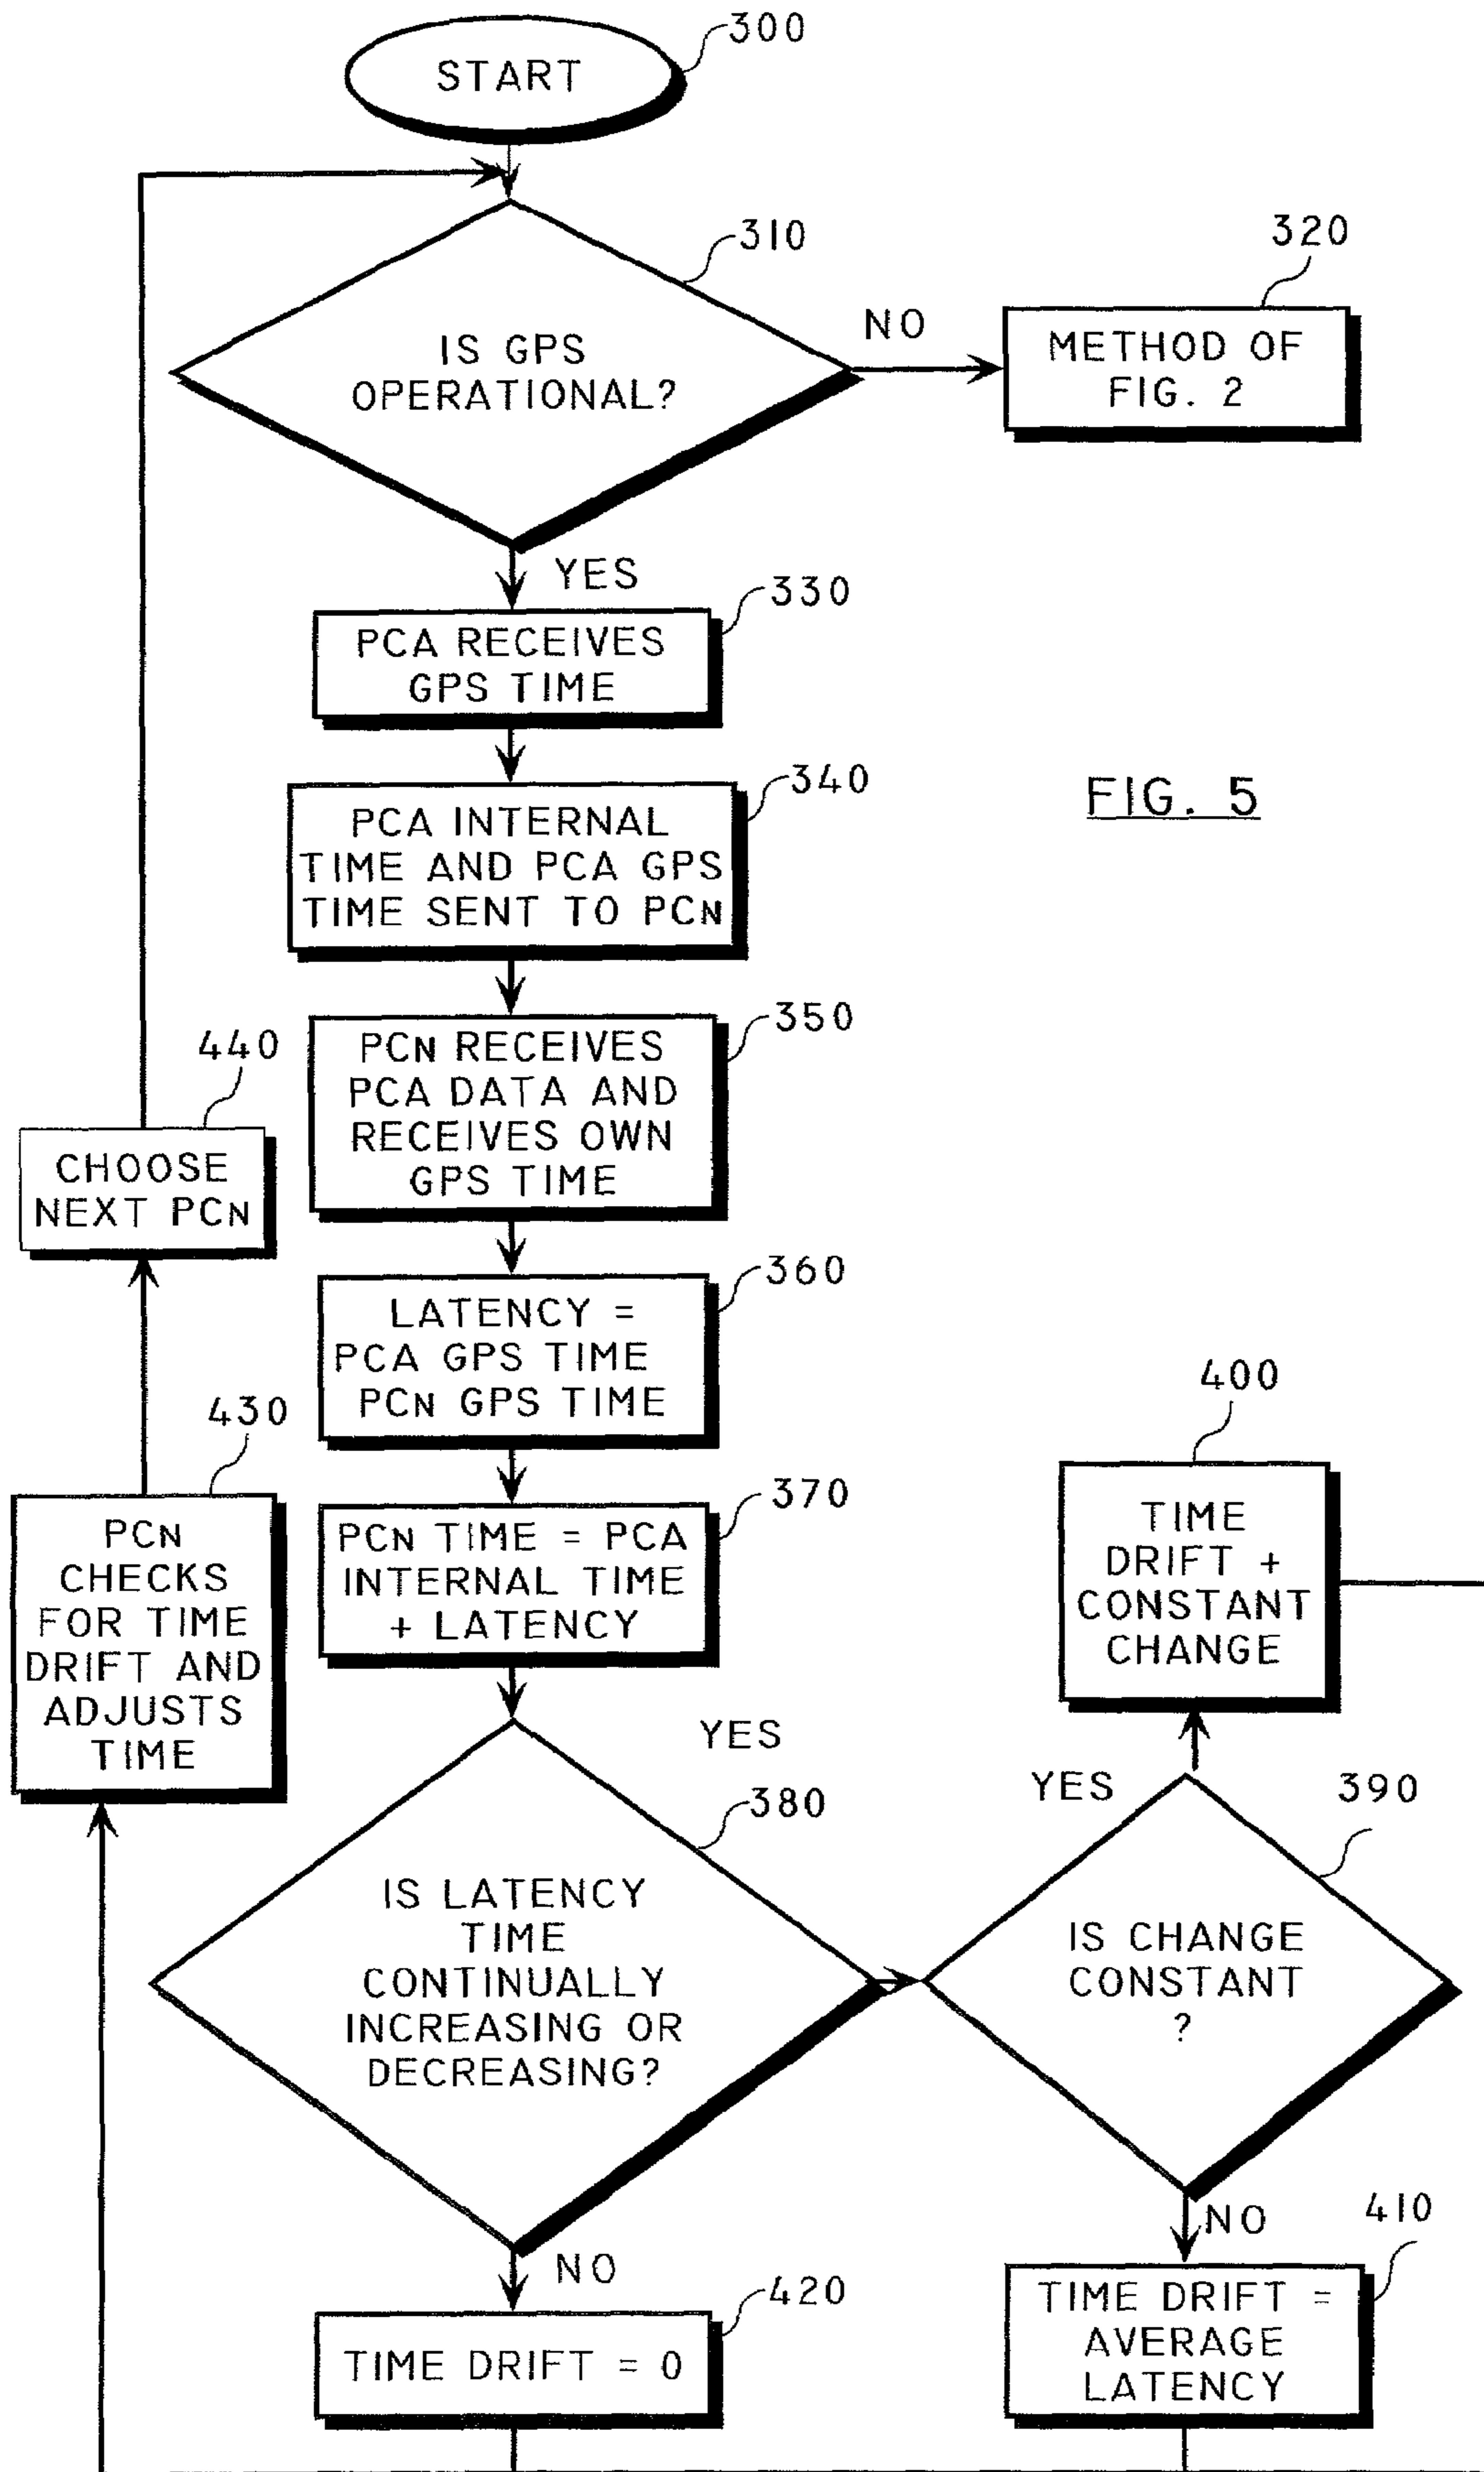 300
START
310
IS GPS
OPERATIONAL?
NO
320
METHOD OF
FIG. 2
YES
330
PCA RECEIVES
GPS TIME
340
PCA INTERNAL
TIME AND PCA GPS
TIME SENT TO PCN
FIG. 5
350
PCN RECEIVES
PCA DATA AND
RECEIVES OWN
GPS TIME
440
CHOOSE
NEXT PCN
360
LATENCY =
PCA GPS TIME
PCN GPS TIME
370
PCN TIME = PCA
INTERNAL TIME
+ LATENCY
430
PCN
CHECKS
FOR TIME
DRIFT AND
ADJUSTS
TIME
400
TIME
DRIFT +
CONSTANT
CHANGE
YES
380
IS LATENCY
TIME
CONTINUALLY
INCREASING OR
DECREASING?
YES
390
IS CHANGE
CONSTANT
?
NO
420
TIME DRIFT = 0
NO
410
TIME DRIFT =
AVERAGE
LATENCY